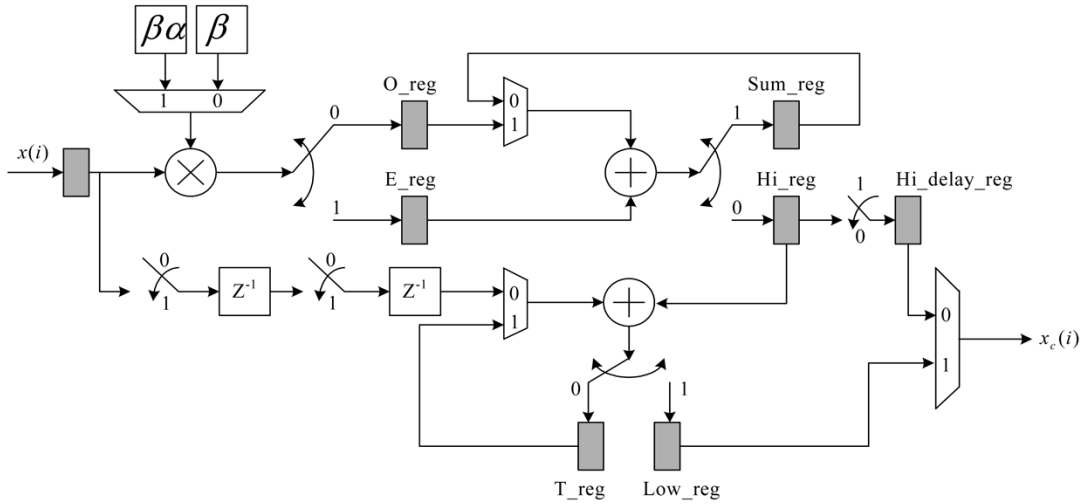 βα β
1 0
x(i)
0
O_reg
0
1
1
Sum_reg
1
E_reg
0
Hi_reg
1
0
Hi_delay_reg
0
1
Z⁻¹
0
1
Z⁻¹
0
1
0
1
x_c(i)
0
1
T_reg
Low_reg